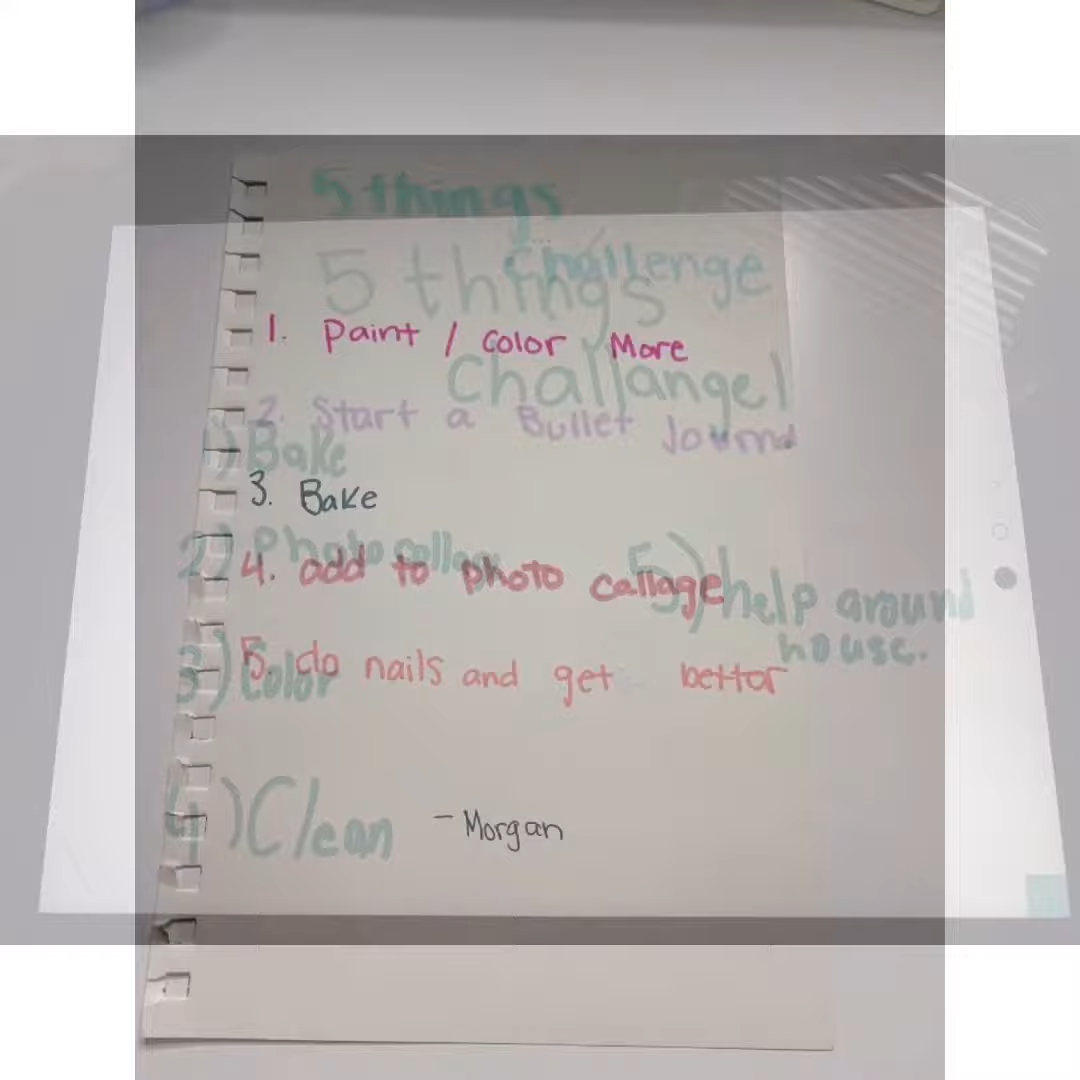 5 things
Challenge
1. Paint / Color More
2. Start a Bullet Journal
3. Bake
4. add to photo callage
5. do nails and get bettor
- Morgan
5 things
Challange!
1) Bake
2) Photo collage
3) Color
4) Clean
5) help around
house.